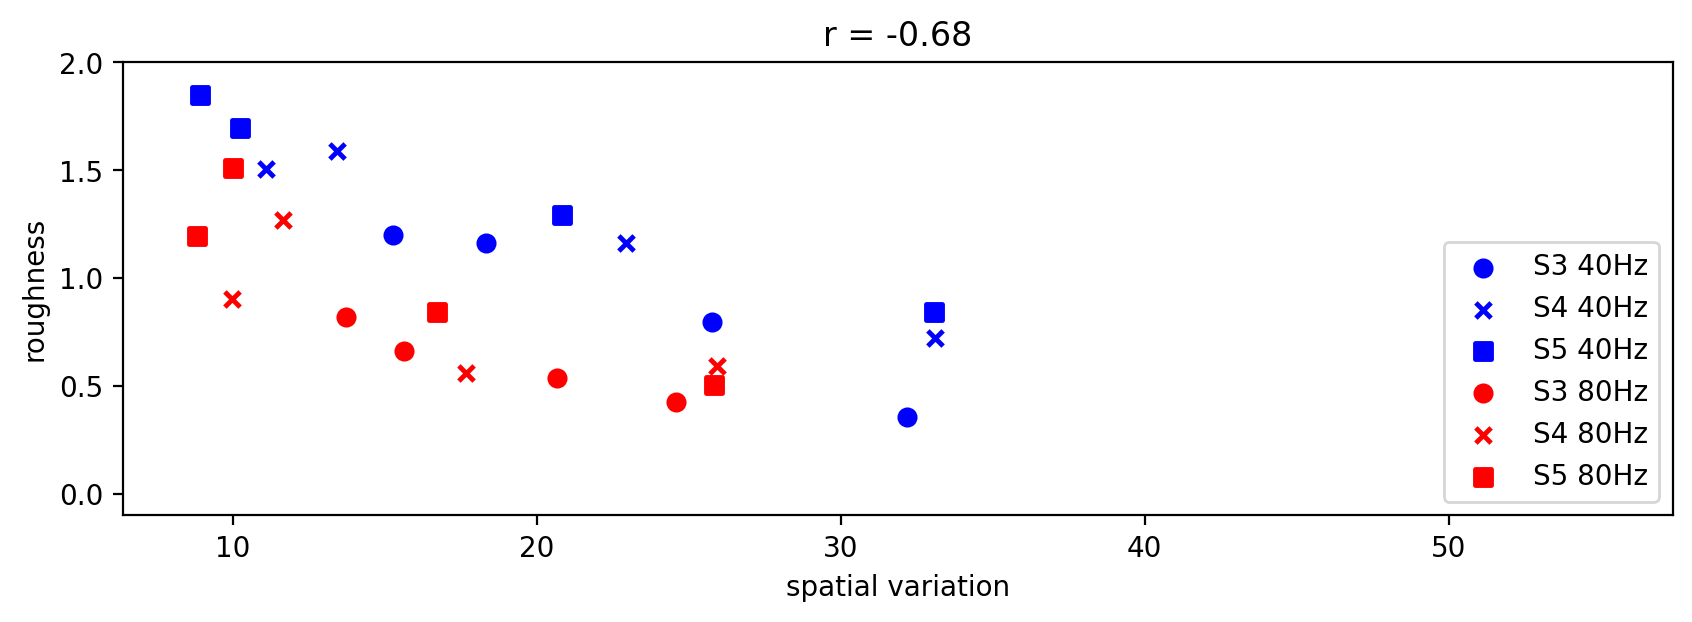 r = -0.68
2.0
1.5
1.0
0.5
0.0
roughness
S3 40Hz
S4 40Hz
S5 40Hz
S3 80Hz
S4 80Hz
S5 80Hz
10 20 30 40 50
spatial variation